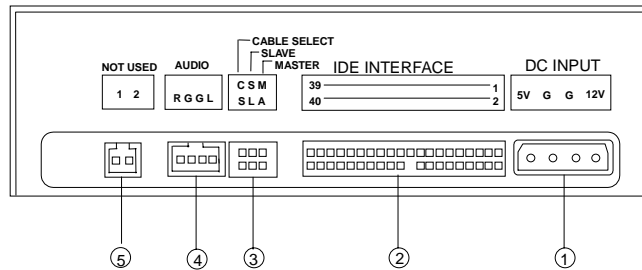 CABLE SELECT
SLAVE
MASTER
NOT USED
1 2
AUDIO
R G G L
C S M
S L A
IDE INTERFACE
39 1
40 2
DC INPUT
5V G G 12V
5 4 3 2 1